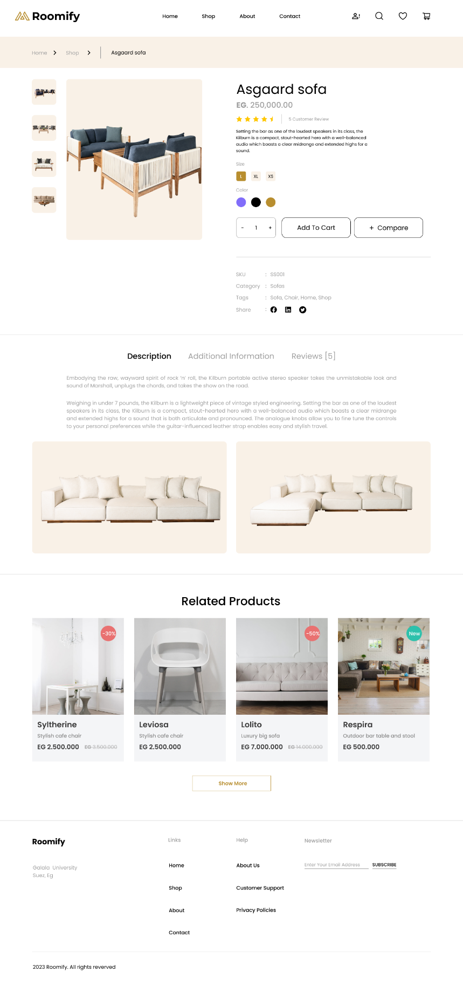 Roomify
Home
Shop
About
Contact
Home
Shop
Asgaard sofa
Asgaard sofa
EG. 250,000.00
5 Customer Review
Setting the bar as one of the loudest speakers in its class, the
Kilburn is a compact, stout-hearted hero with a well-balanced
audio which boasts a clear midrange and extended highs for a
sound.
Size
L
XL
XS
Color
- 1 +
Add To Cart
+ Compare
SKU : SS001
Category : Sofas
Tags : Sofa, Chair, Home, Shop
Share :
Description
Additional Information
Reviews [5]
Embodying the raw, wayward spirit of rock 'n' roll, the Kilburn portable active stereo speaker takes the unmistakable look and
sound of Marshall, unplugs the chords, and takes the show on the road.
Weighing in under 7 pounds, the Kilburn is a lightweight piece of vintage styled engineering. Setting the bar as one of the loudest
speakers in its class, the Kilburn is a compact, stout-hearted hero with a well-balanced audio which boasts a clear midrange
and extended highs for a sound that is both articulate and pronounced. The analogue knobs allow you to fine tune the controls
to your personal preferences while the guitar-influenced leather strap enables easy and stylish travel.
Related Products
-30%
Syltherine
Stylish cafe chair
EG 2.500.000 EG 3.500.000
Leviosa
Stylish cafe chair
EG 2.500.000
-50%
Lolito
Luxury big sofa
EG 7.000.000 EG 14.000.000
New
Respira
Outdoor bar table and stool
EG 500.000
Show More
Roomify
Galala University
Suez, Eg
Links
Home
Shop
About
Contact
Help
About Us
Customer Support
Privacy Policies
Newsletter
Enter Your Email Address
SUBSCRIBE
2023 Roomify. All rights reverved